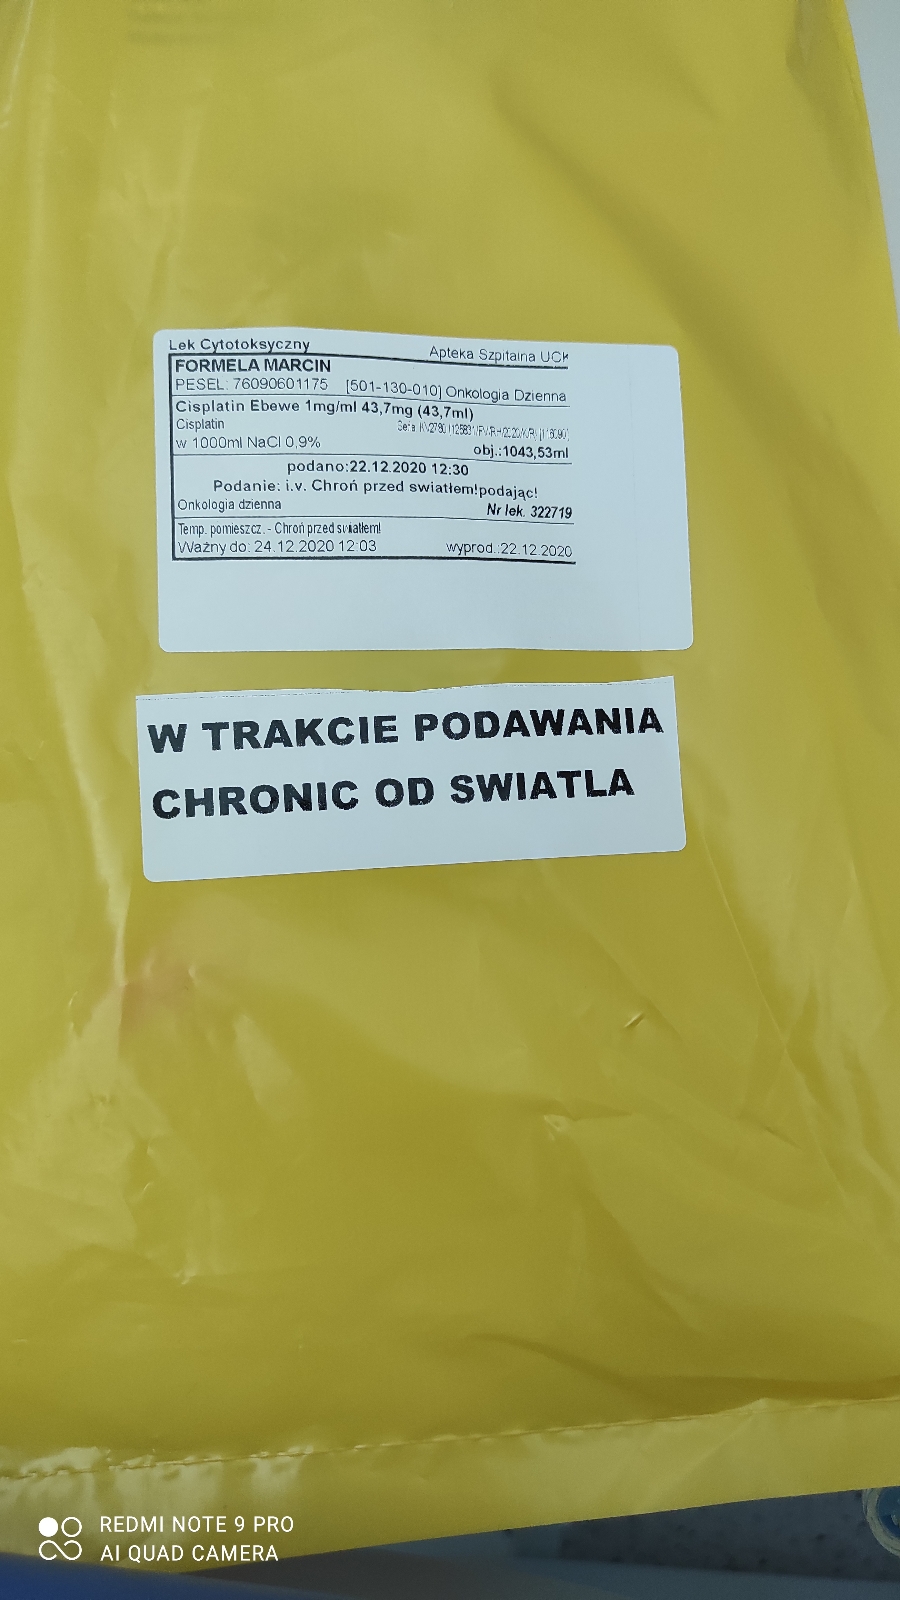 Lek Cytotoksyczny Apteka Szpitalna UCK
FORMELA MARCIN
PESEL: 76090601175 [501-130-010] Onkologia Dzienna
Cisplatin Ebewe 1mg/ml 43,7mg (43,7ml)
Cisplatin
w 1000ml NaCl 0,9% obj.:1043,53ml
podano:22.12.2020 12:30
Podanie: i.v. Chroń przed swiatłem!podając!
Onkologia dzienna Nr lek. 322719
Temp. pomieszcz. - Chroń przed swiatłem!
Ważny do: 24.12.2020 12:03 wyprod.:22.12.2020
W TRAKCIE PODAWANIA
CHRONIC OD SWIATLA
REDMI NOTE 9 PRO
AI QUAD CAMERA